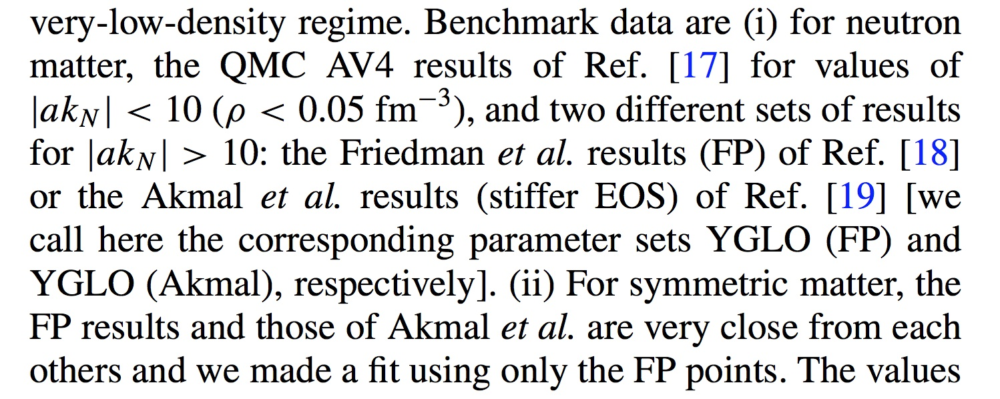 very-low-density regime. Benchmark data are (i) for neutron
matter, the QMC AV4 results of Ref. [17] for values of
|ak_N| < 10 (ρ < 0.05 fm⁻³), and two different sets of results
for |ak_N| > 10: the Friedman et al. results (FP) of Ref. [18]
or the Akmal et al. results (stiffer EOS) of Ref. [19] [we
call here the corresponding parameter sets YGLO (FP) and
YGLO (Akmal), respectively]. (ii) For symmetric matter, the
FP results and those of Akmal et al. are very close from each
others and we made a fit using only the FP points. The values